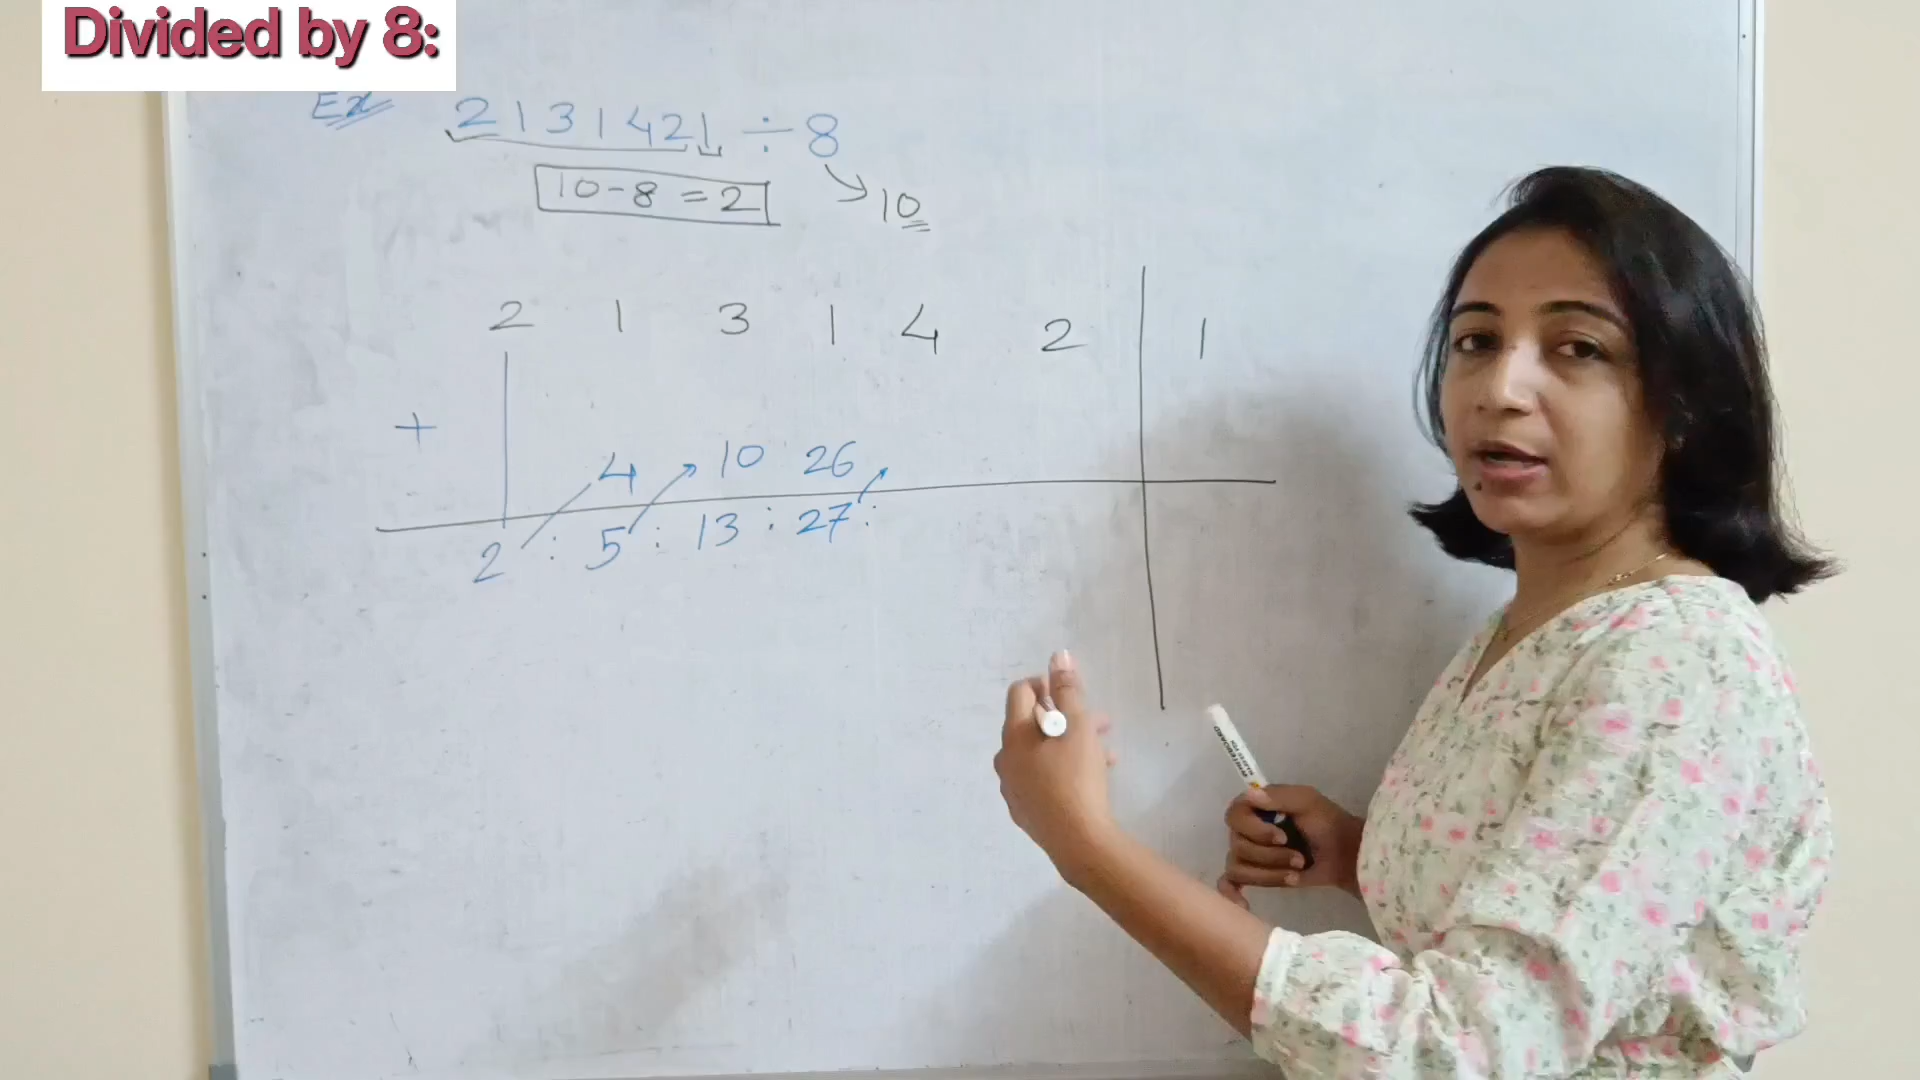 Divided by 8:
Ex 2131421 ÷ 8
10-8 = 2
10
2 1 3 1 4 2 1
+
4 10 26
2 : 5 : 13 : 27 :
WHITEBOARD